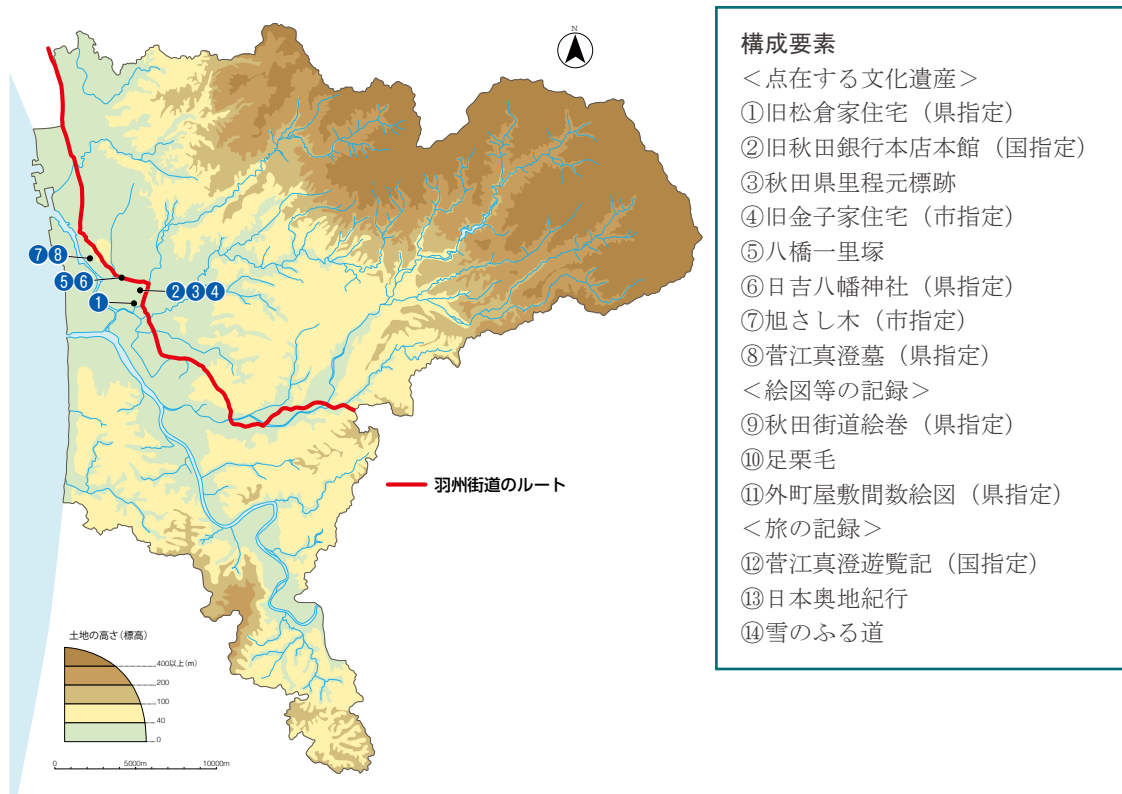 N
⑦⑧
⑤⑥
②③④
①
羽州街道のルート
土地の高さ(標高)
400以上(m)
200
100
40
0
0 5000m 10000m
構成要素
＜点在する文化遺産＞
①旧松倉家住宅（県指定）
②旧秋田銀行本店本館（国指定）
③秋田県里程元標跡
④旧金子家住宅（市指定）
⑤八橋一里塚
⑥日吉八幡神社（県指定）
⑦旭さし木（市指定）
⑧菅江真澄墓（県指定）
＜絵図等の記録＞
⑨秋田街道絵巻（県指定）
⑩足栗毛
⑪外町屋敷間数絵図（県指定）
＜旅の記録＞
⑫菅江真澄遊覧記（国指定）
⑬日本奥地紀行
⑭雪のふる道